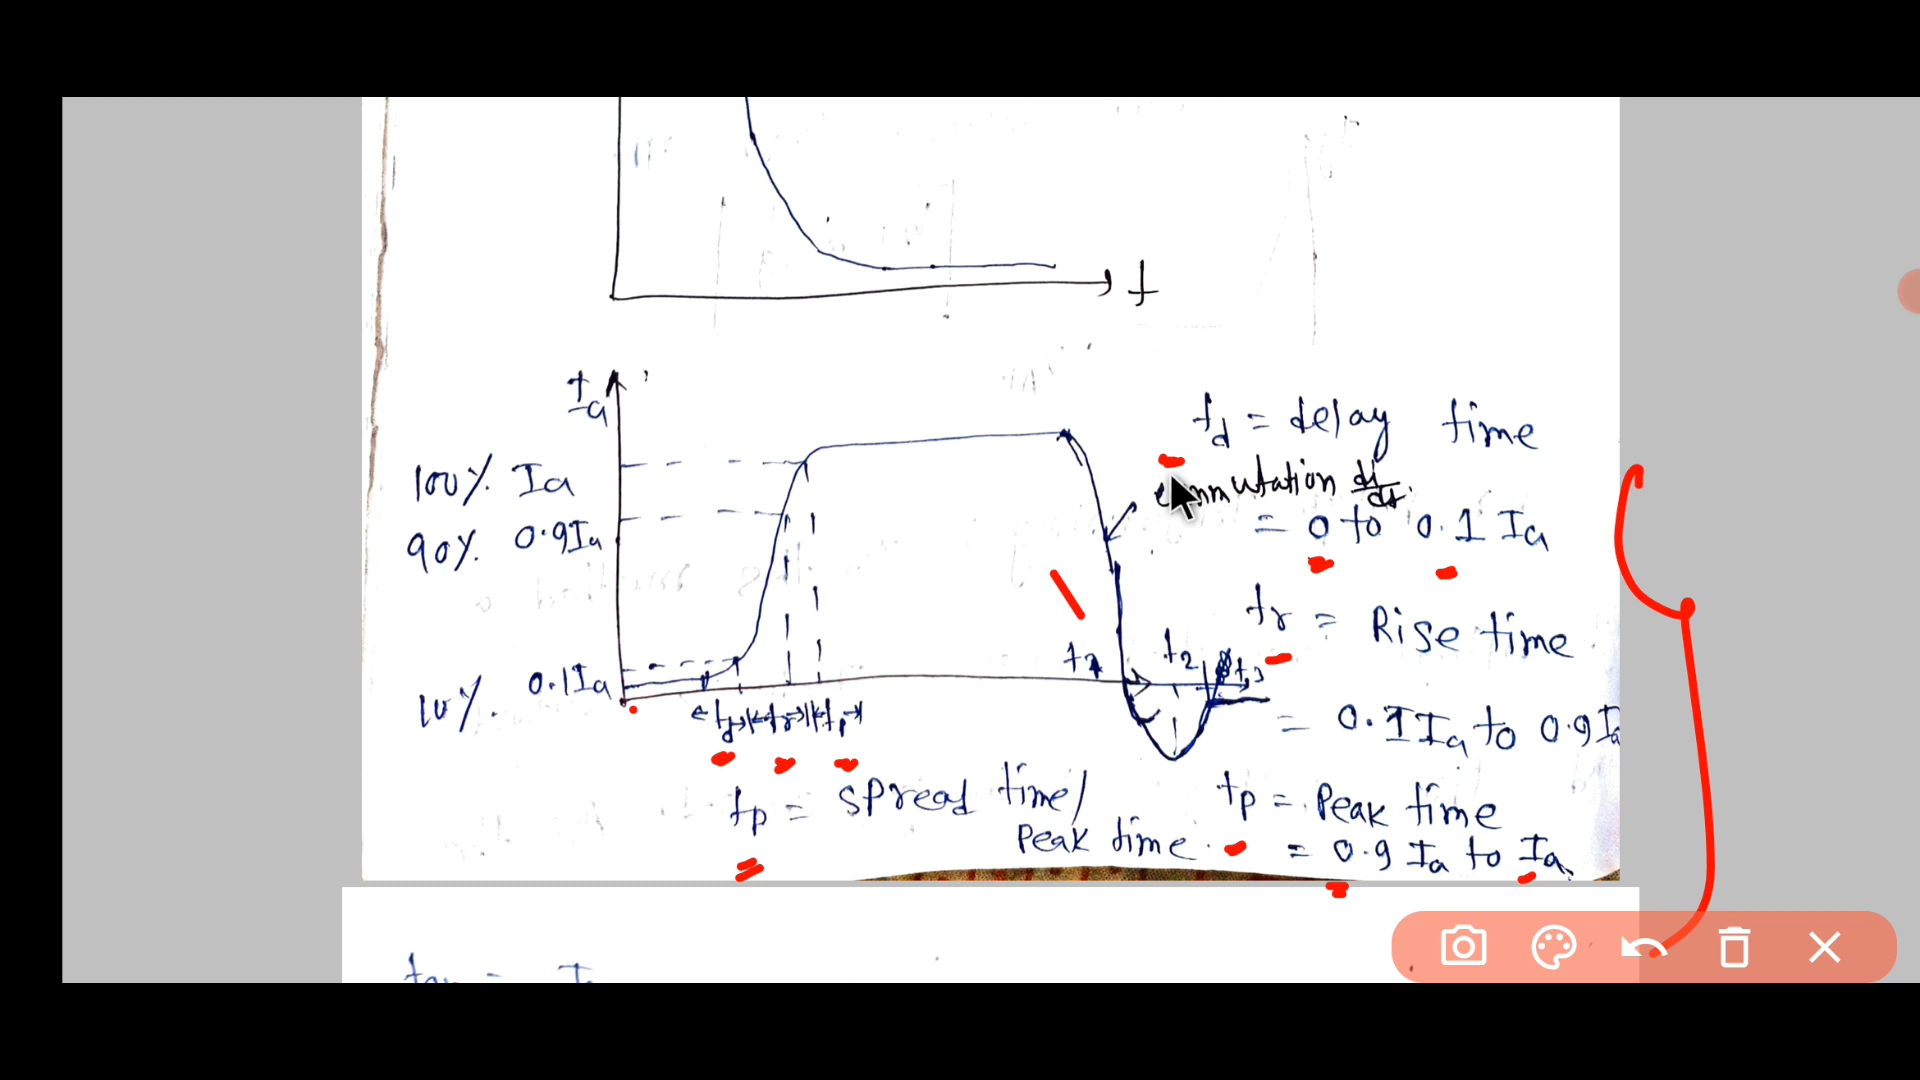 t
Ia
td = delay time
100% Ia
commutation di/dt.
90% 0.9Ia
= 0 to 0.1 Ia
tr = Rise time
t1 t2 t3
10%. 0.1Ia
td tr tp
= 0.1Ia to 0.9Ia
tp = spread time/
Peak time.
tp = Peak time
= 0.9 Ia to Ia